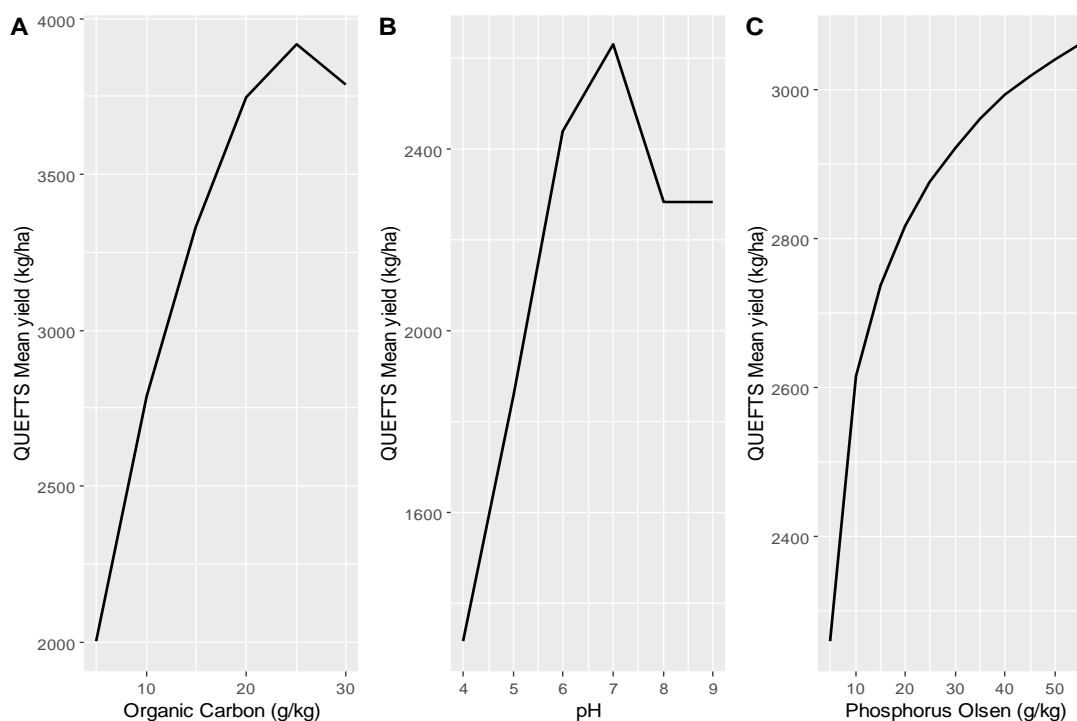 A
QUEFTS Mean yield (kg/ha)
4000
3500
3000
2500
2000
10
20
30
Organic Carbon (g/kg)
B
QUEFTS Mean yield (kg/ha)
2400
2000
1600
4
5
6
7
8
9
pH
C
QUEFTS Mean yield (kg/ha)
3000
2800
2600
2400
10
20
30
40
50
Phosphorus Olsen (g/kg)